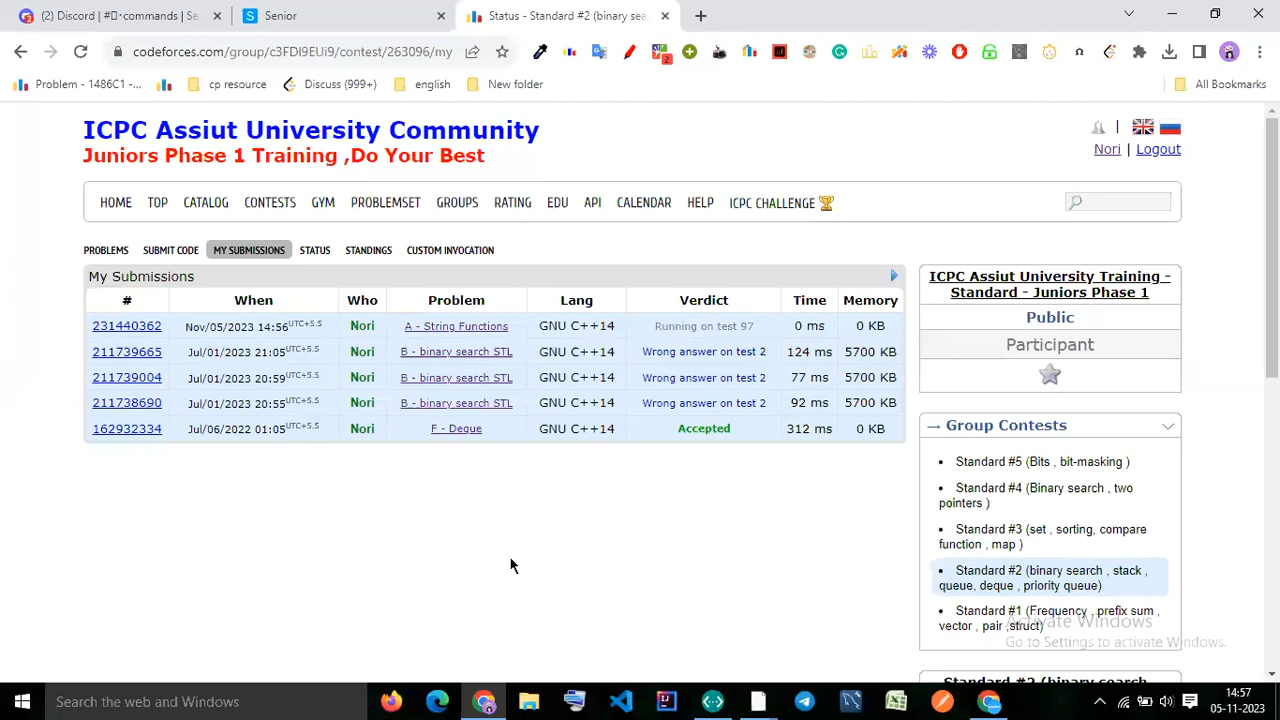 (2) Discord | #
commands | S
Senior
Status - Standard #2 (binary sea
codeforces.com/group/c3FDI9EUi9/contest/263096/my
2
Problem - 1486C1 -...
cp resource
Discuss (999+)
english
New folder
All Bookmarks
ICPC Assiut University Community
Juniors Phase 1 Training ,Do Your Best
Nori | Logout
HOME TOP CATALOG CONTESTS GYM PROBLEMSET GROUPS RATING EDU API CALENDAR HELP ICPC CHALLENGE
PROBLEMS SUBMIT CODE MY SUBMISSIONS STATUS STANDINGS CUSTOM INVOCATION
My Submissions
# When Who Problem Lang Verdict Time Memory
231440362 Nov/05/2023 14:56 UTC+5.5 Nori A - String Functions GNU C++14 Running on test 97 0 ms 0 KB
211739665 Jul/01/2023 21:05 UTC+5.5 Nori B - binary search STL GNU C++14 Wrong answer on test 2 124 ms 5700 KB
211739004 Jul/01/2023 20:59 UTC+5.5 Nori B - binary search STL GNU C++14 Wrong answer on test 2 77 ms 5700 KB
211738690 Jul/01/2023 20:55 UTC+5.5 Nori B - binary search STL GNU C++14 Wrong answer on test 2 92 ms 5700 KB
162932334 Jul/06/2022 01:05 UTC+5.5 Nori F - Deque GNU C++14 Accepted 312 ms 0 KB
ICPC Assiut University Training -
Standard - Juniors Phase 1
Public
Participant
→ Group Contests
Standard #5 (Bits , bit-masking )
Standard #4 (Binary search , two
pointers )
Standard #3 (set , sorting, compare
function , map )
Standard #2 (binary search , stack ,
queue, deque , priority queue)
Standard #1 (Frequency , prefix sum ,
vector , pair ,struct)
Activate Windows
Go to Settings to activate Windows.
Standard #2 (binary search
Search the web and Windows
14:57
05-11-2023